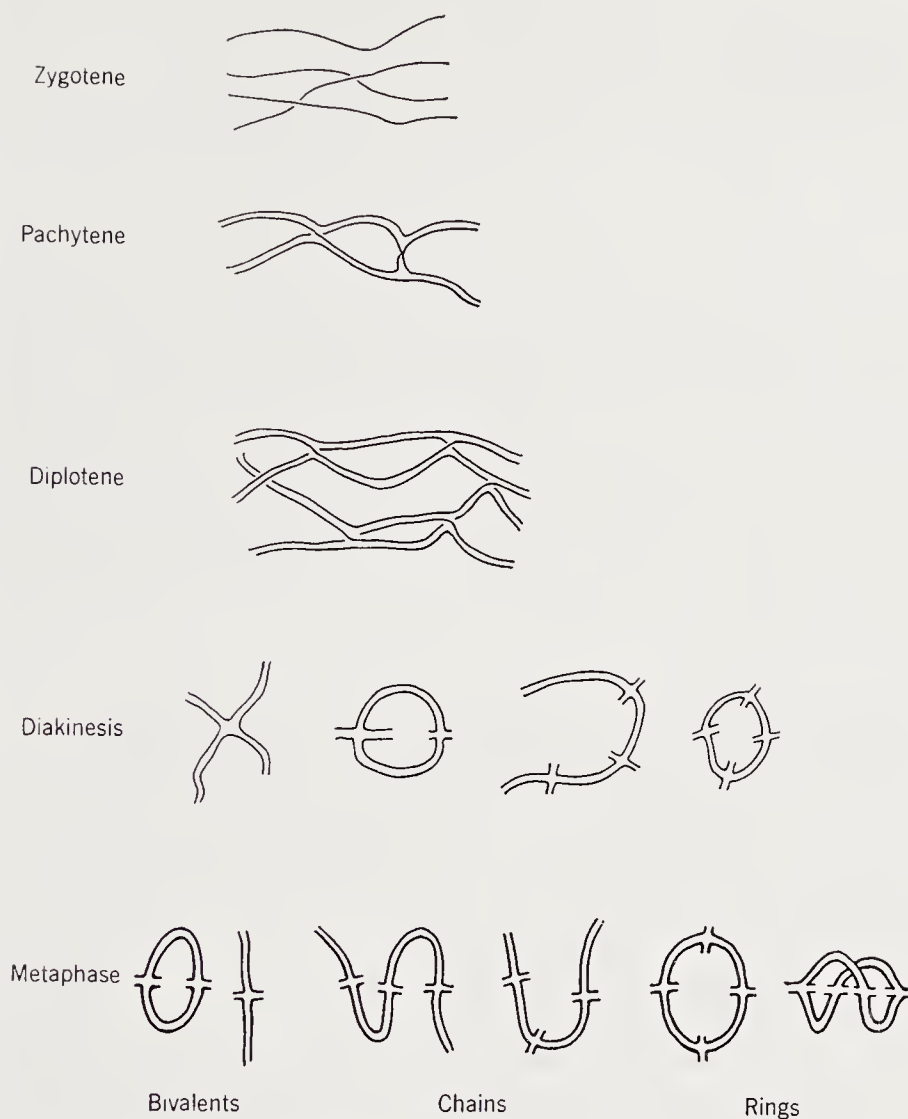 Zygotene
Pachytene
Diplotene
Diakinesis
Metaphase
Bivalents
Chains
Rings